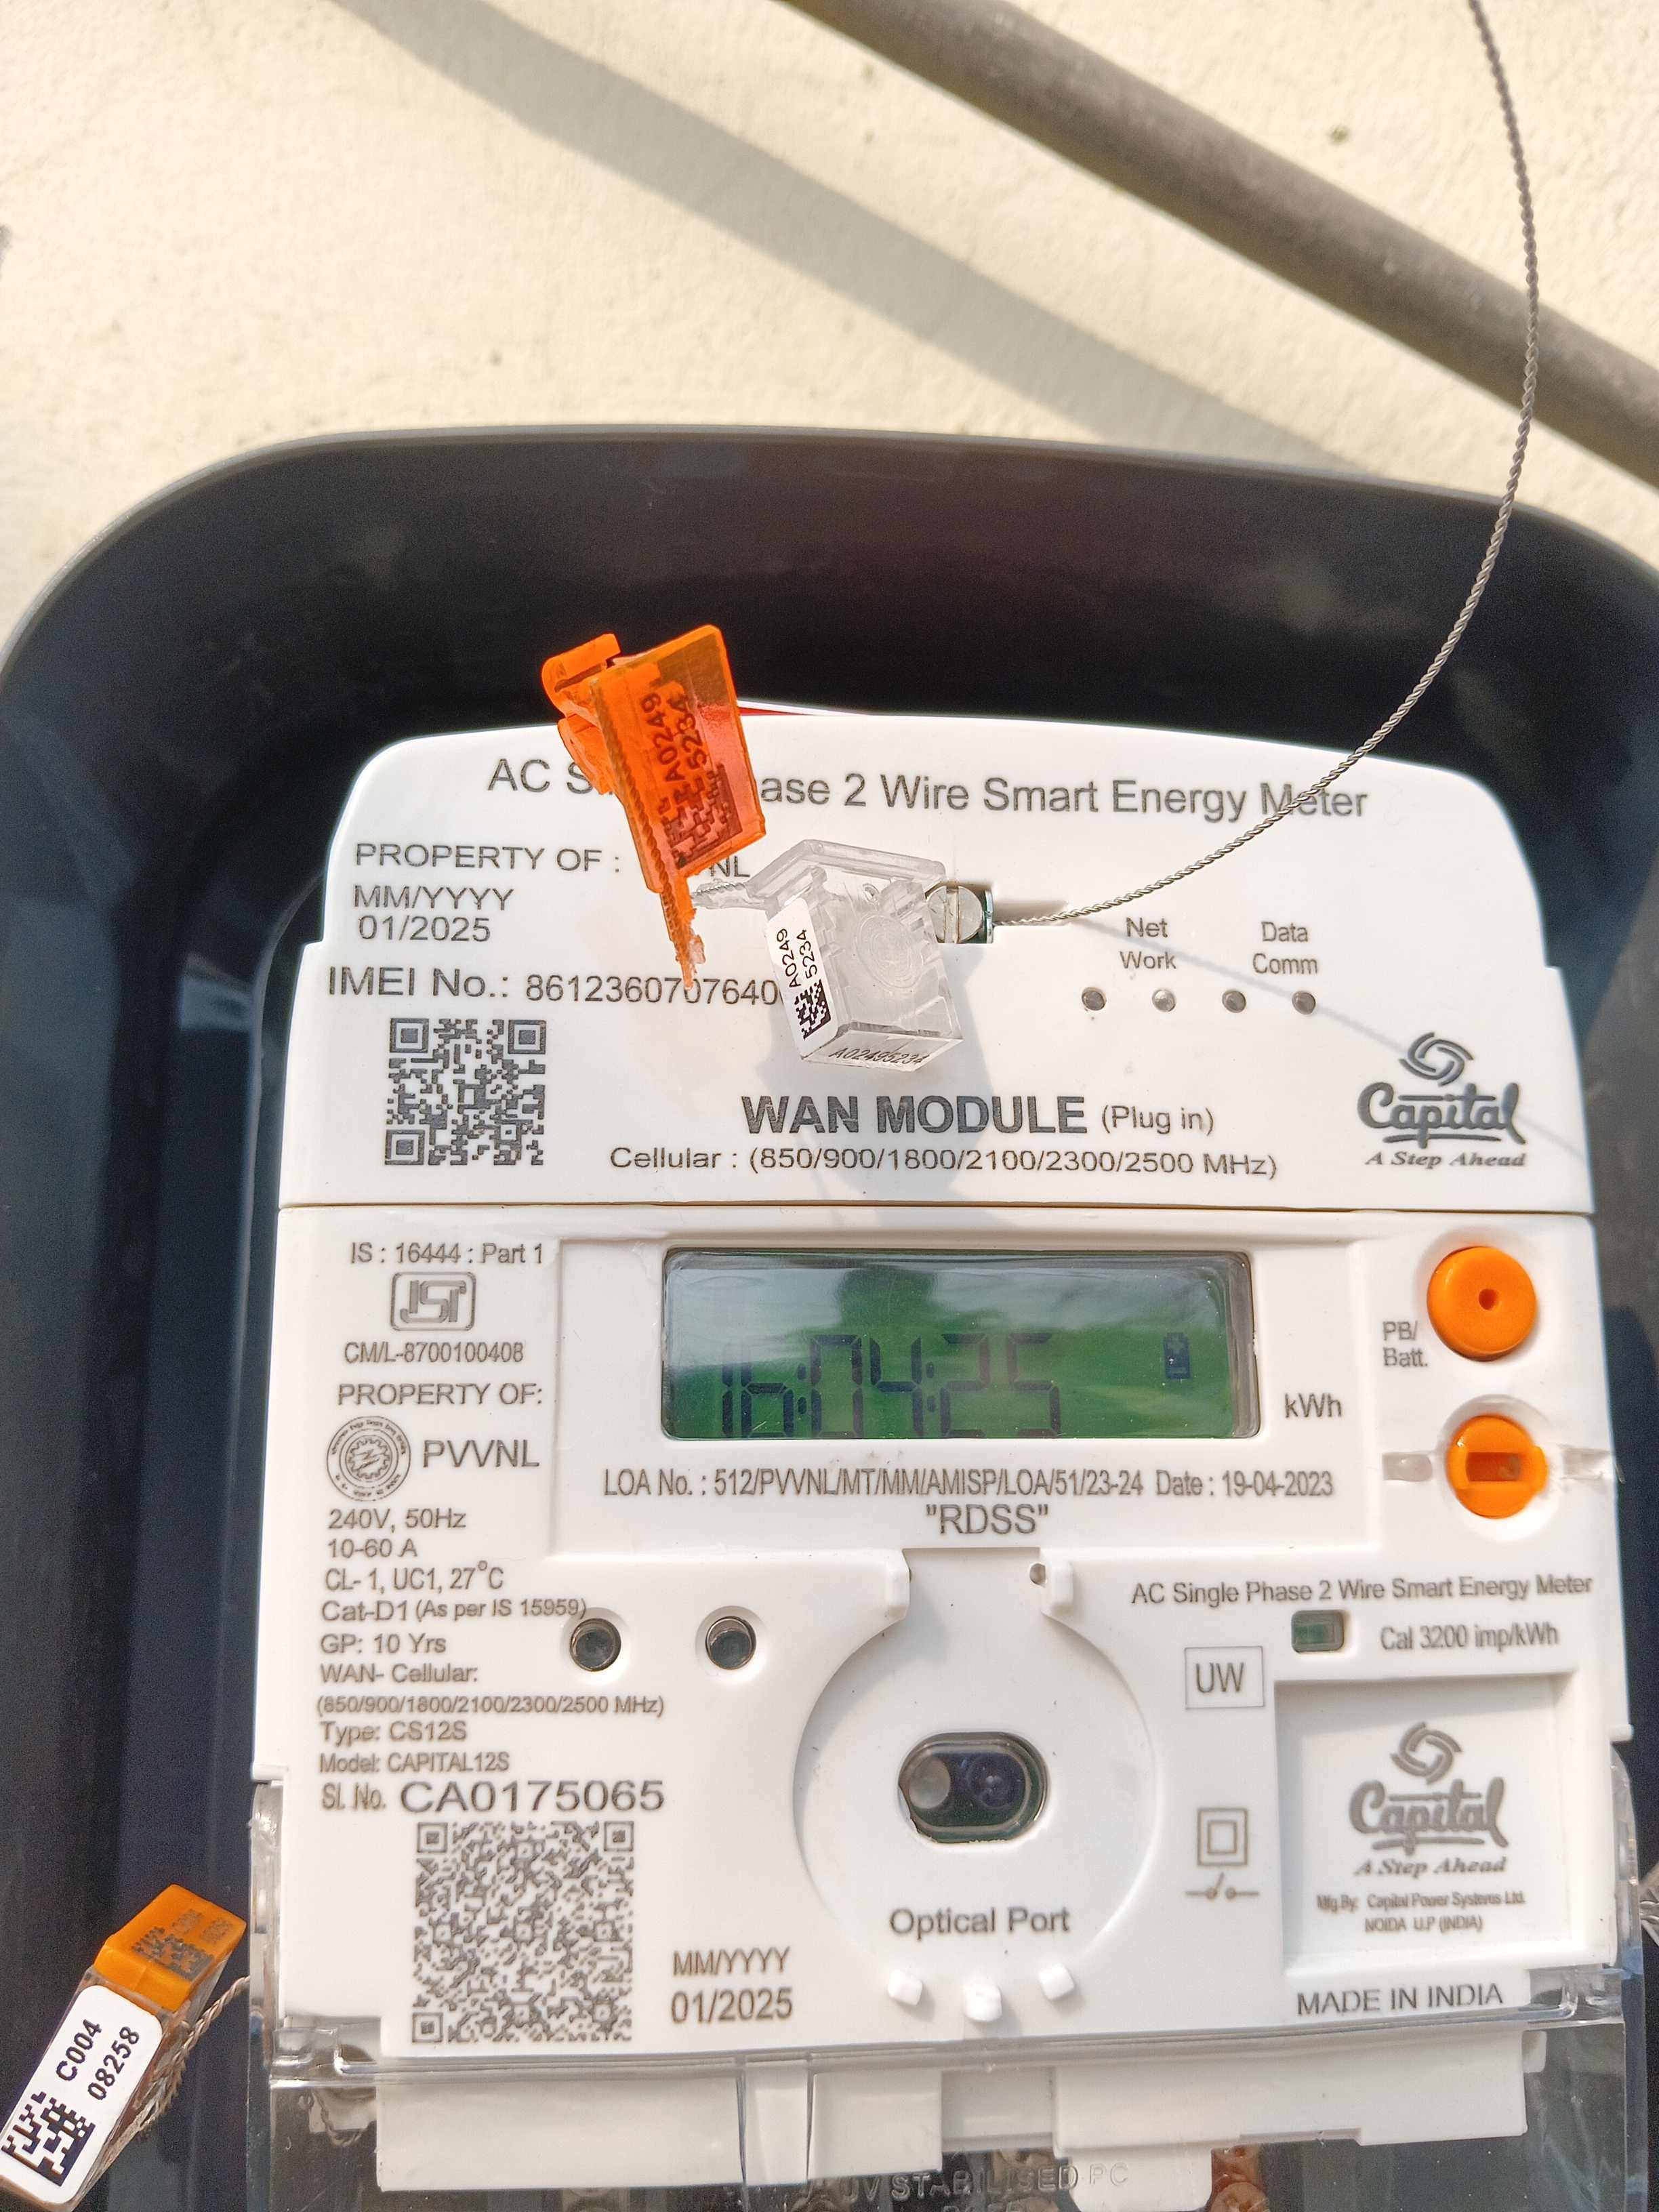 A0249
5234
AC S ase 2 Wire Smart Energy Meter
PROPERTY OF : NL
MM/YYYY
01/2025
IMEI No.: 8612360707640
A0249
5234
A02495234
Net
Work
Data
Comm
WAN MODULE (Plug in)
Cellular : (850/900/1800/2100/2300/2500 MHz)
Capital
A Step Ahead
IS : 16444 : Part 1
ISI
CM/L-8700100408
PROPERTY OF:
PVVNL
16:04:25
kWh
PB/
Batt.
LOA No. : 512/PVVNL/MT/MM/AMISP/LOA/51/23-24 Date : 19-04-2023
"RDSS"
240V, 50Hz
10-60 A
CL- 1, UC1, 27°C
Cat-D1 (As per IS 15959)
GP: 10 Yrs
WAN- Cellular:
(850/900/1800/2100/2300/2500 MHz)
Type: CS12S
Model: CAPITAL12S
Sl. No. CA0175065
AC Single Phase 2 Wire Smart Energy Meter
Cal 3200 imp/kWh
UW
Capital
A Step Ahead
Mfg.By: Capital Power Systems Ltd.
NOIDA U.P (INDIA)
Optical Port
MM/YYYY
01/2025
MADE IN INDIA
C004
08258
UV STABILISED PC